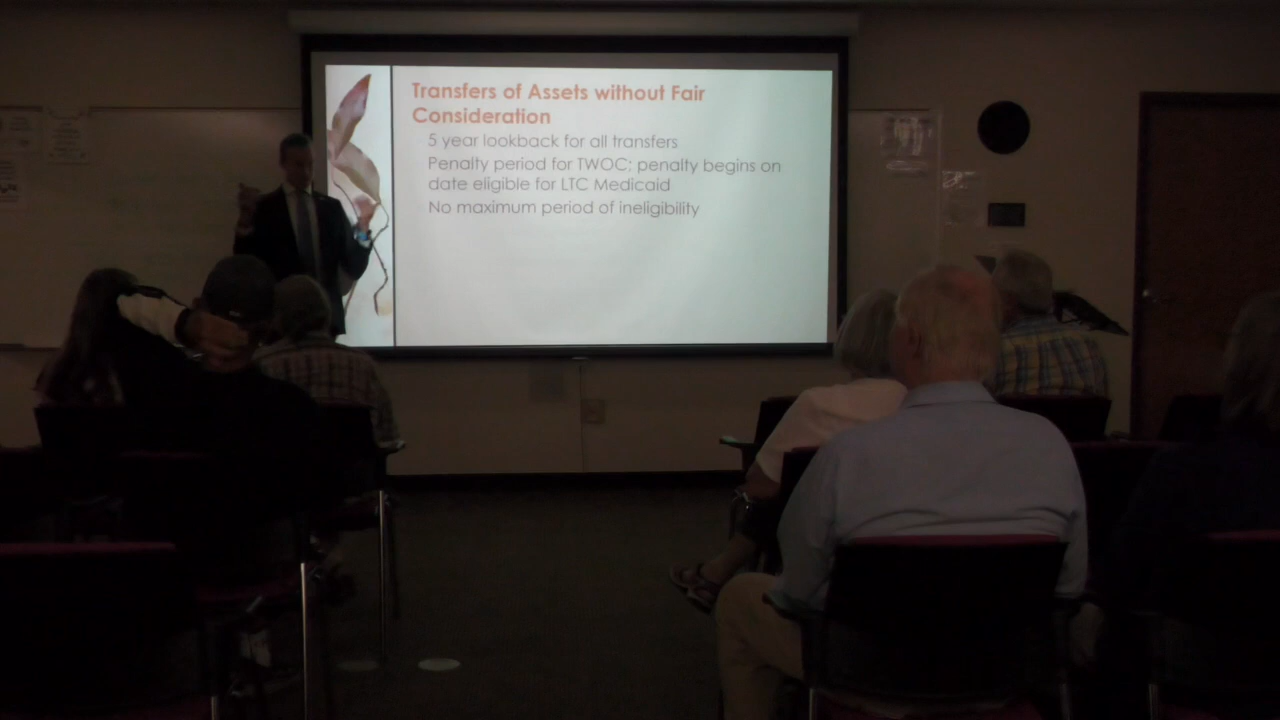 Transfers of Assets without Fair
Consideration
5 year lookback for all transfers
Penalty period for TWOC; penalty begins on
date eligible for LTC Medicaid
No maximum period of ineligibility